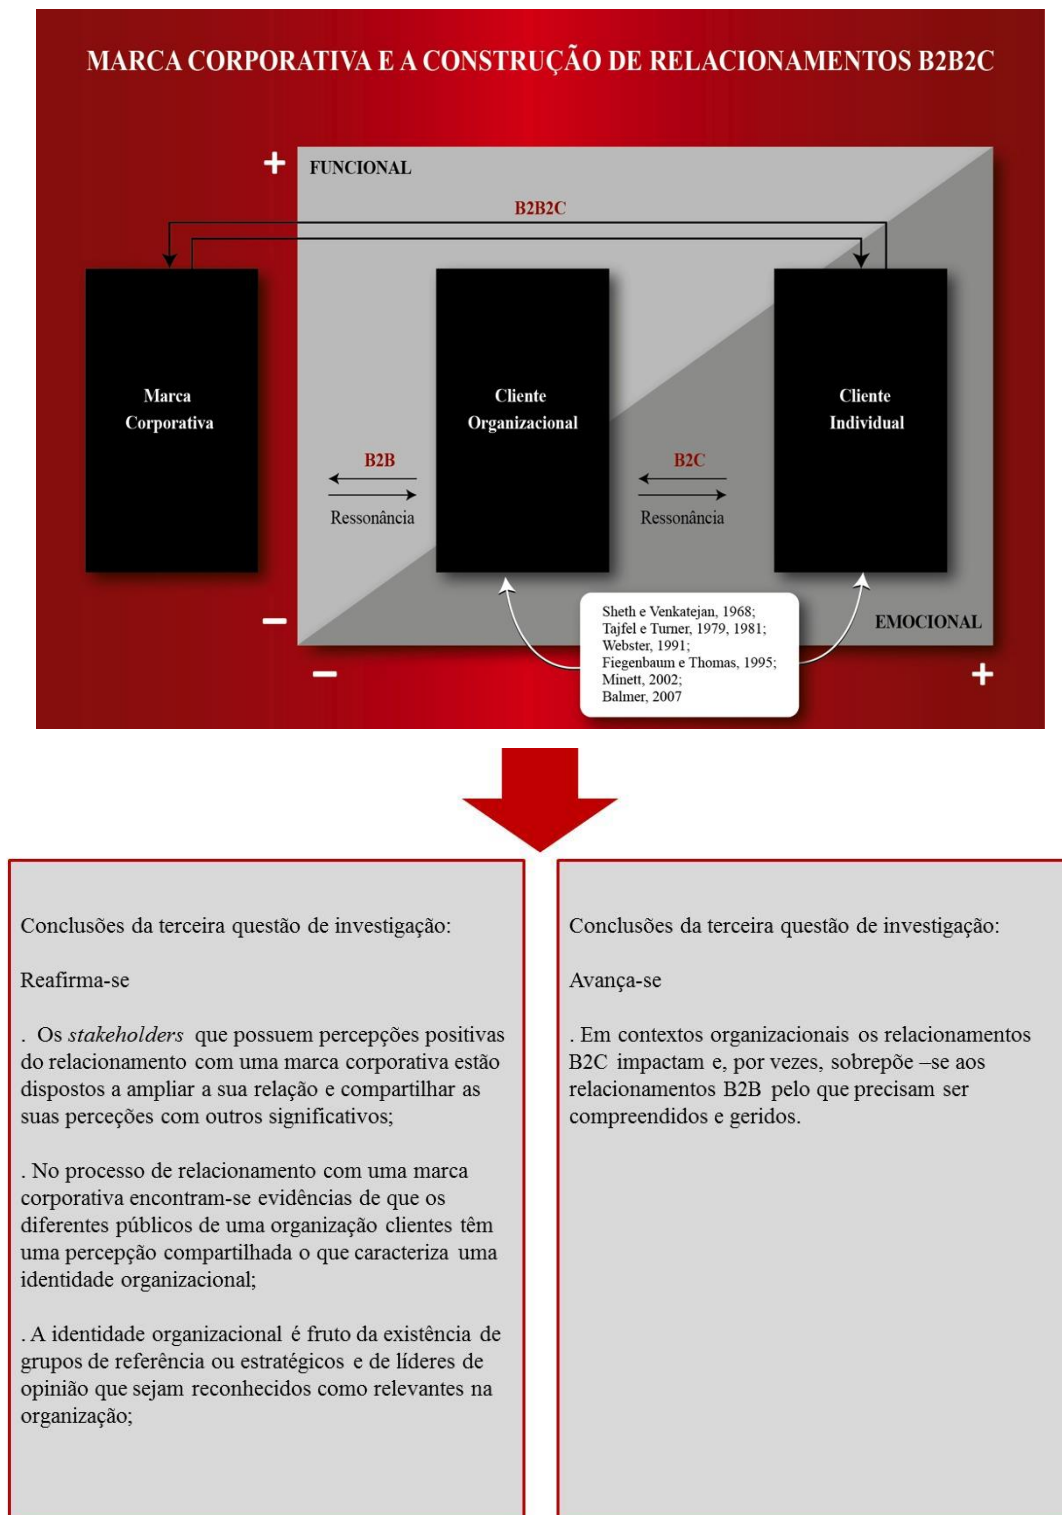 MARCA CORPORATIVA E A CONSTRUÇÃO DE RELACIONAMENTOS B2B2C
+
FUNCIONAL
B2B2C
Marca
Corporativa
Cliente
Organizacional
Cliente
Individual
B2B
Ressonância
B2C
Ressonância
Sheth e Venkatejan, 1968;
Tajfel e Turner, 1979, 1981;
Webster, 1991;
Fiegenbaum e Thomas, 1995;
Minett, 2002;
Balmer, 2007
EMOCIONAL
–
–
+
Conclusões da terceira questão de investigação:
Reafirma-se
. Os stakeholders que possuem percepções positivas
do relacionamento com uma marca corporativa estão
dispostos a ampliar a sua relação e compartilhar as
suas perceções com outros significativos;
. No processo de relacionamento com uma marca
corporativa encontram-se evidências de que os
diferentes públicos de uma organização clientes têm
uma percepção compartilhada o que caracteriza uma
identidade organizacional;
. A identidade organizacional é fruto da existência de
grupos de referência ou estratégicos e de líderes de
opinião que sejam reconhecidos como relevantes na
organização;
Conclusões da terceira questão de investigação:
Avança-se
. Em contextos organizacionais os relacionamentos
B2C impactam e, por vezes, sobrepõe –se aos
relacionamentos B2B pelo que precisam ser
compreendidos e geridos.